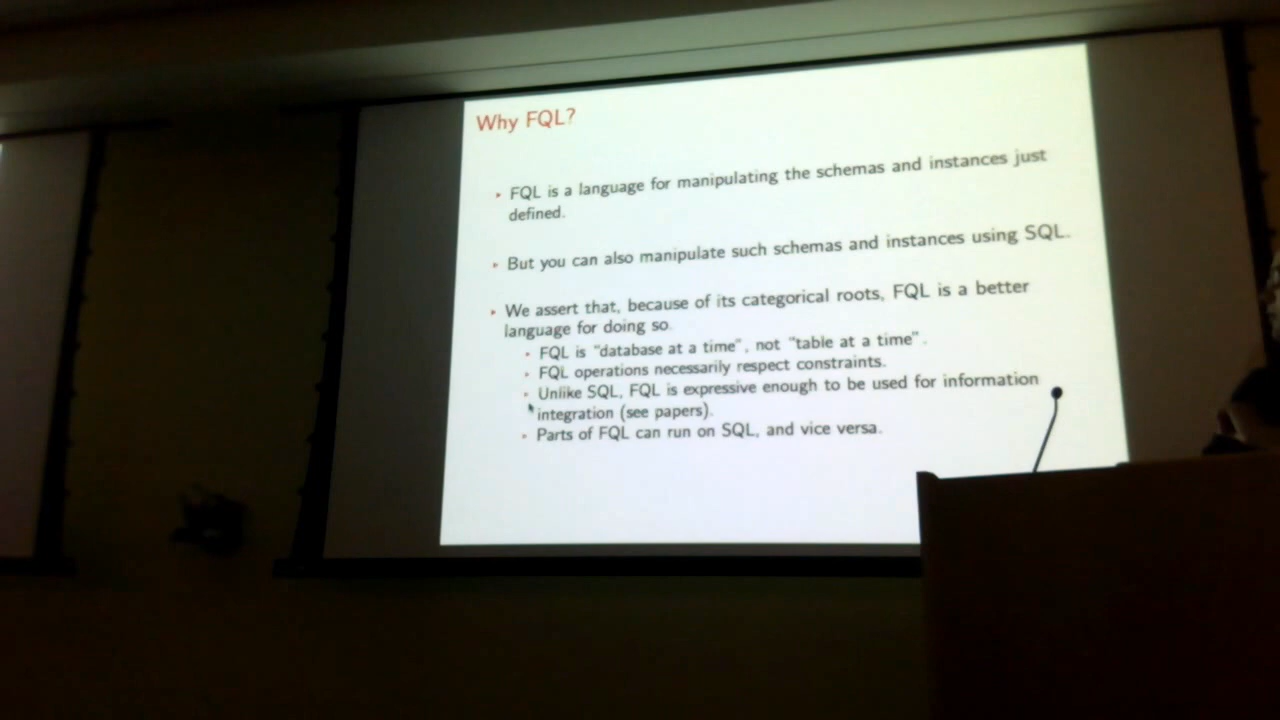 Why FQL?
FQL is a language for manipulating the schemas and instances just
defined.
But you can also manipulate such schemas and instances using SQL.
We assert that, because of its categorical roots, FQL is a better
language for doing so.
FQL is “database at a time”, not “table at a time”.
FQL operations necessarily respect constraints.
Unlike SQL, FQL is expressive enough to be used for information
integration (see papers).
Parts of FQL can run on SQL, and vice versa.